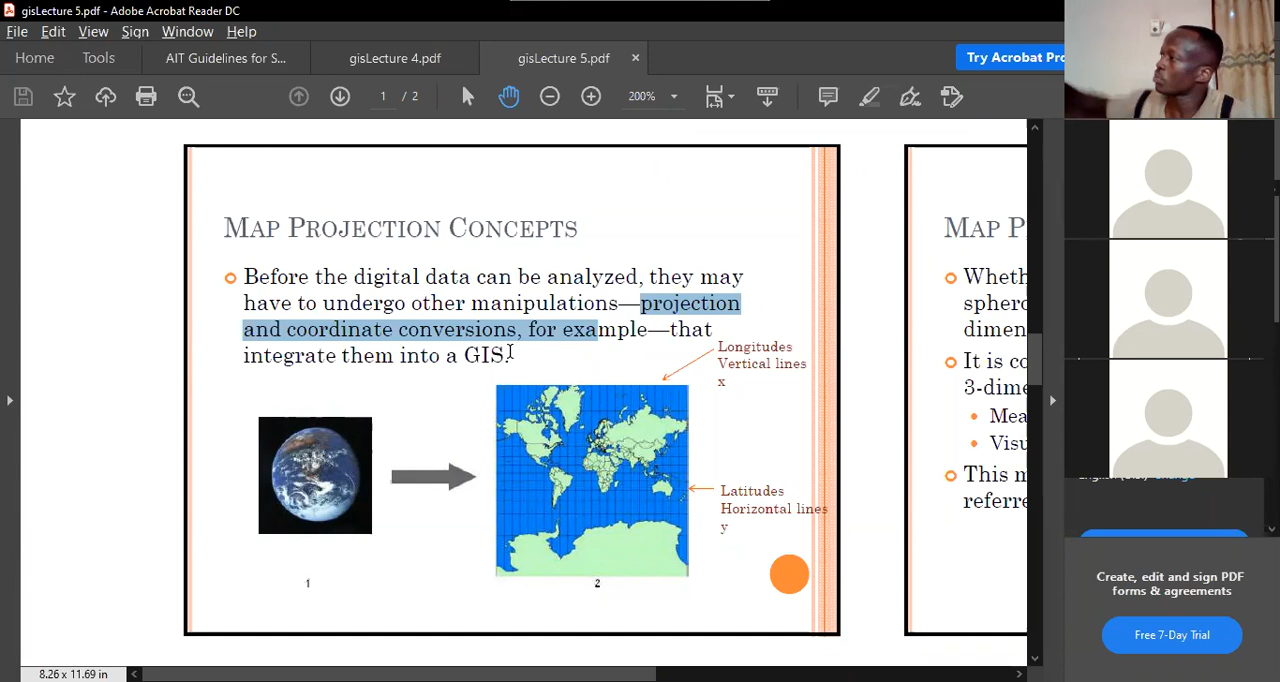 gisLecture 5.pdf - Adobe Acrobat Reader DC
File Edit View Sign Window Help
Home Tools AIT Guidelines for S... gisLecture 4.pdf gisLecture 5.pdf × Try Acrobat Pro
1 / 2 200%
MAP PROJECTION CONCEPTS
Before the digital data can be analyzed, they may
have to undergo other manipulations—projection
and coordinate conversions, for example—that
integrate them into a GIS.
Longitudes
Vertical lines
x
Latitudes
Horizontal lines
y
1
2
MAP P
Wheth
sphero
dimen
It is co
3-dime
Mea
Visu
This m
referre
Create, edit and sign PDF
forms & agreements
Free 7-Day Trial
8.26 x 11.69 in